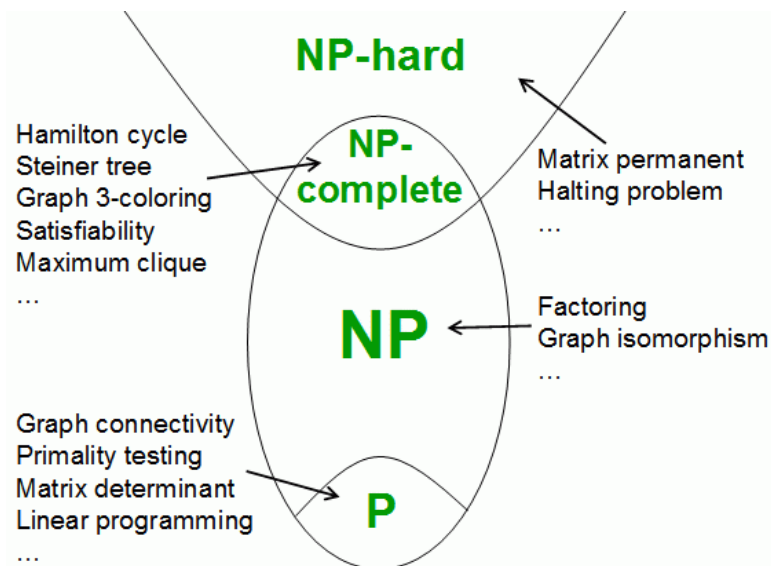 NP-hard
Hamilton cycle
Steiner tree
Graph 3-coloring
Satisfiability
Maximum clique
…
NP-
complete
Matrix permanent
Halting problem
…
NP
Factoring
Graph isomorphism
…
Graph connectivity
Primality testing
Matrix determinant
Linear programming
…
P